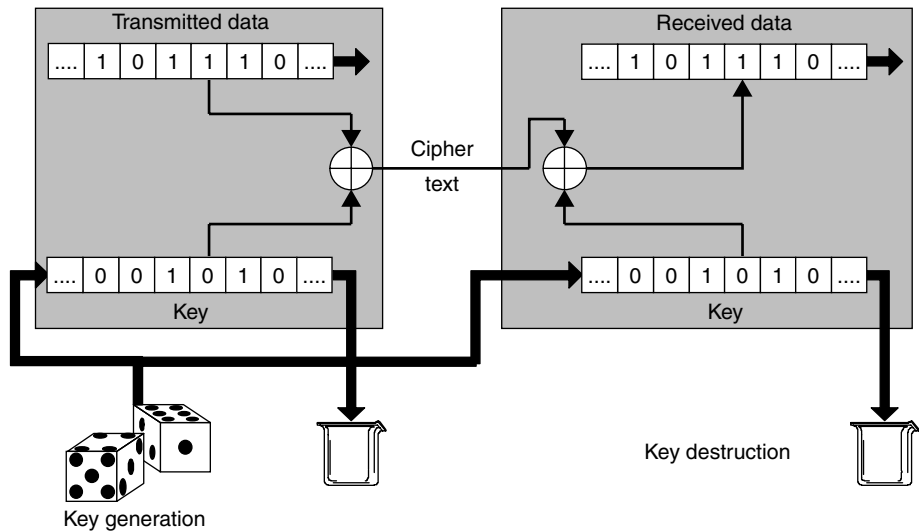 Transmitted data
.... 1 0 1 1 1 0 ....
Received data
.... 1 0 1 1 1 0 ....
Cipher
text
.... 0 0 1 0 1 0 ....
Key
.... 0 0 1 0 1 0 ....
Key
Key generation
Key destruction